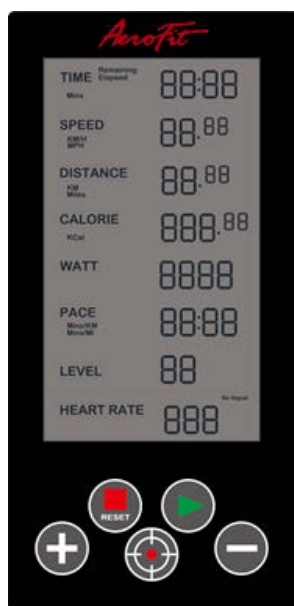 AeroFit
TIME Remaining Elapsed 88:88
Mins
SPEED 88.88
KM/H
MPH
DISTANCE 88.88
KM
Miles
CALORIE 888.88
KCal
WATT 8888
PACE 88:88
Mins/KM
Mins/Mi
LEVEL 88
No Signal
HEART RATE 888
RESET